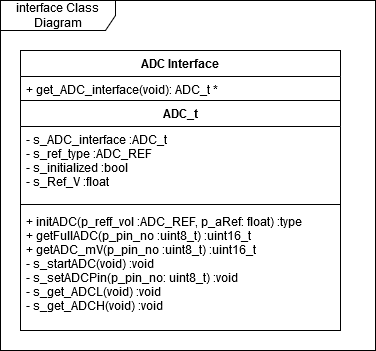 interface Class
Diagram
ADC Interface
+ get_ADC_interface(void): ADC_t *
ADC_t
- s_ADC_interface :ADC_t
- s_ref_type :ADC_REF
- s_initialized :bool
- s_Ref_V :float
+ initADC(p_reff_vol :ADC_REF, p_aRef: float) :type
+ getFullADC(p_pin_no :uint8_t) :uint16_t
+ getADC_mV(p_pin_no :uint8_t) :uint16_t
- s_startADC(void) :void
- s_setADCPin(p_pin_no: uint8_t) :void
- s_get_ADCL(void) :void
- s_get_ADCH(void) :void